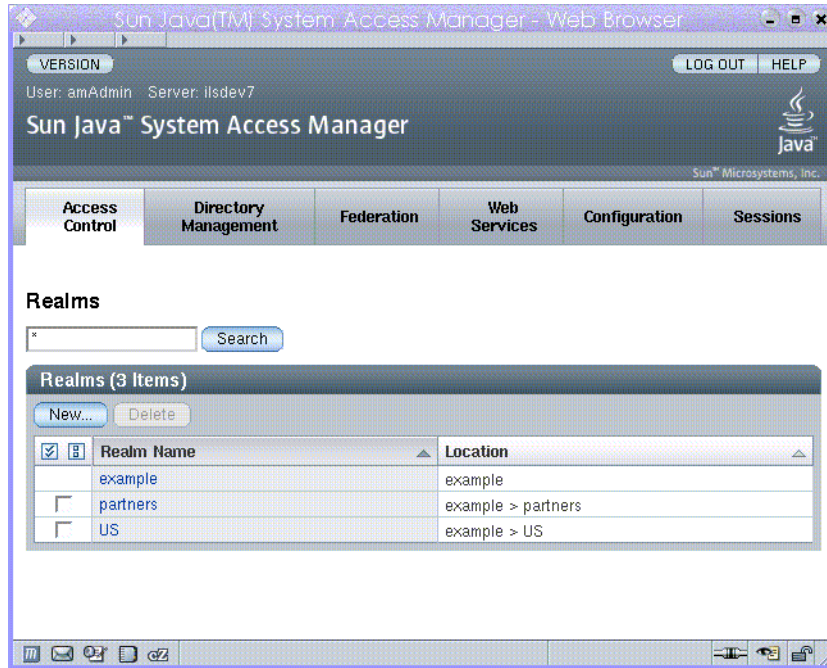 Sun Java(TM) System Access Manager - Web Browser
VERSION
LOG OUT HELP
User: amAdmin Server: ilsdev7
Sun Java™ System Access Manager
Java™
Sun™ Microsystems, Inc.
Access Control
Directory Management
Federation
Web Services
Configuration
Sessions
Realms
*
Search
Realms (3 Items)
New... Delete
Realm Name Location
example example
partners example > partners
US example > US